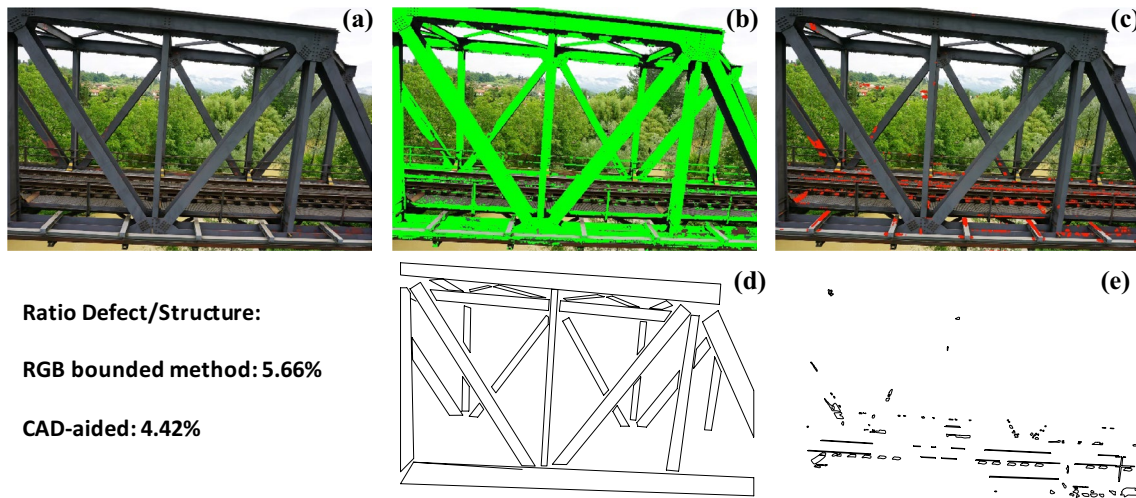 (a)
(b)
(c)
Ratio Defect/Structure:
RGB bounded method: 5.66%
CAD-aided: 4.42%
(d)
(e)